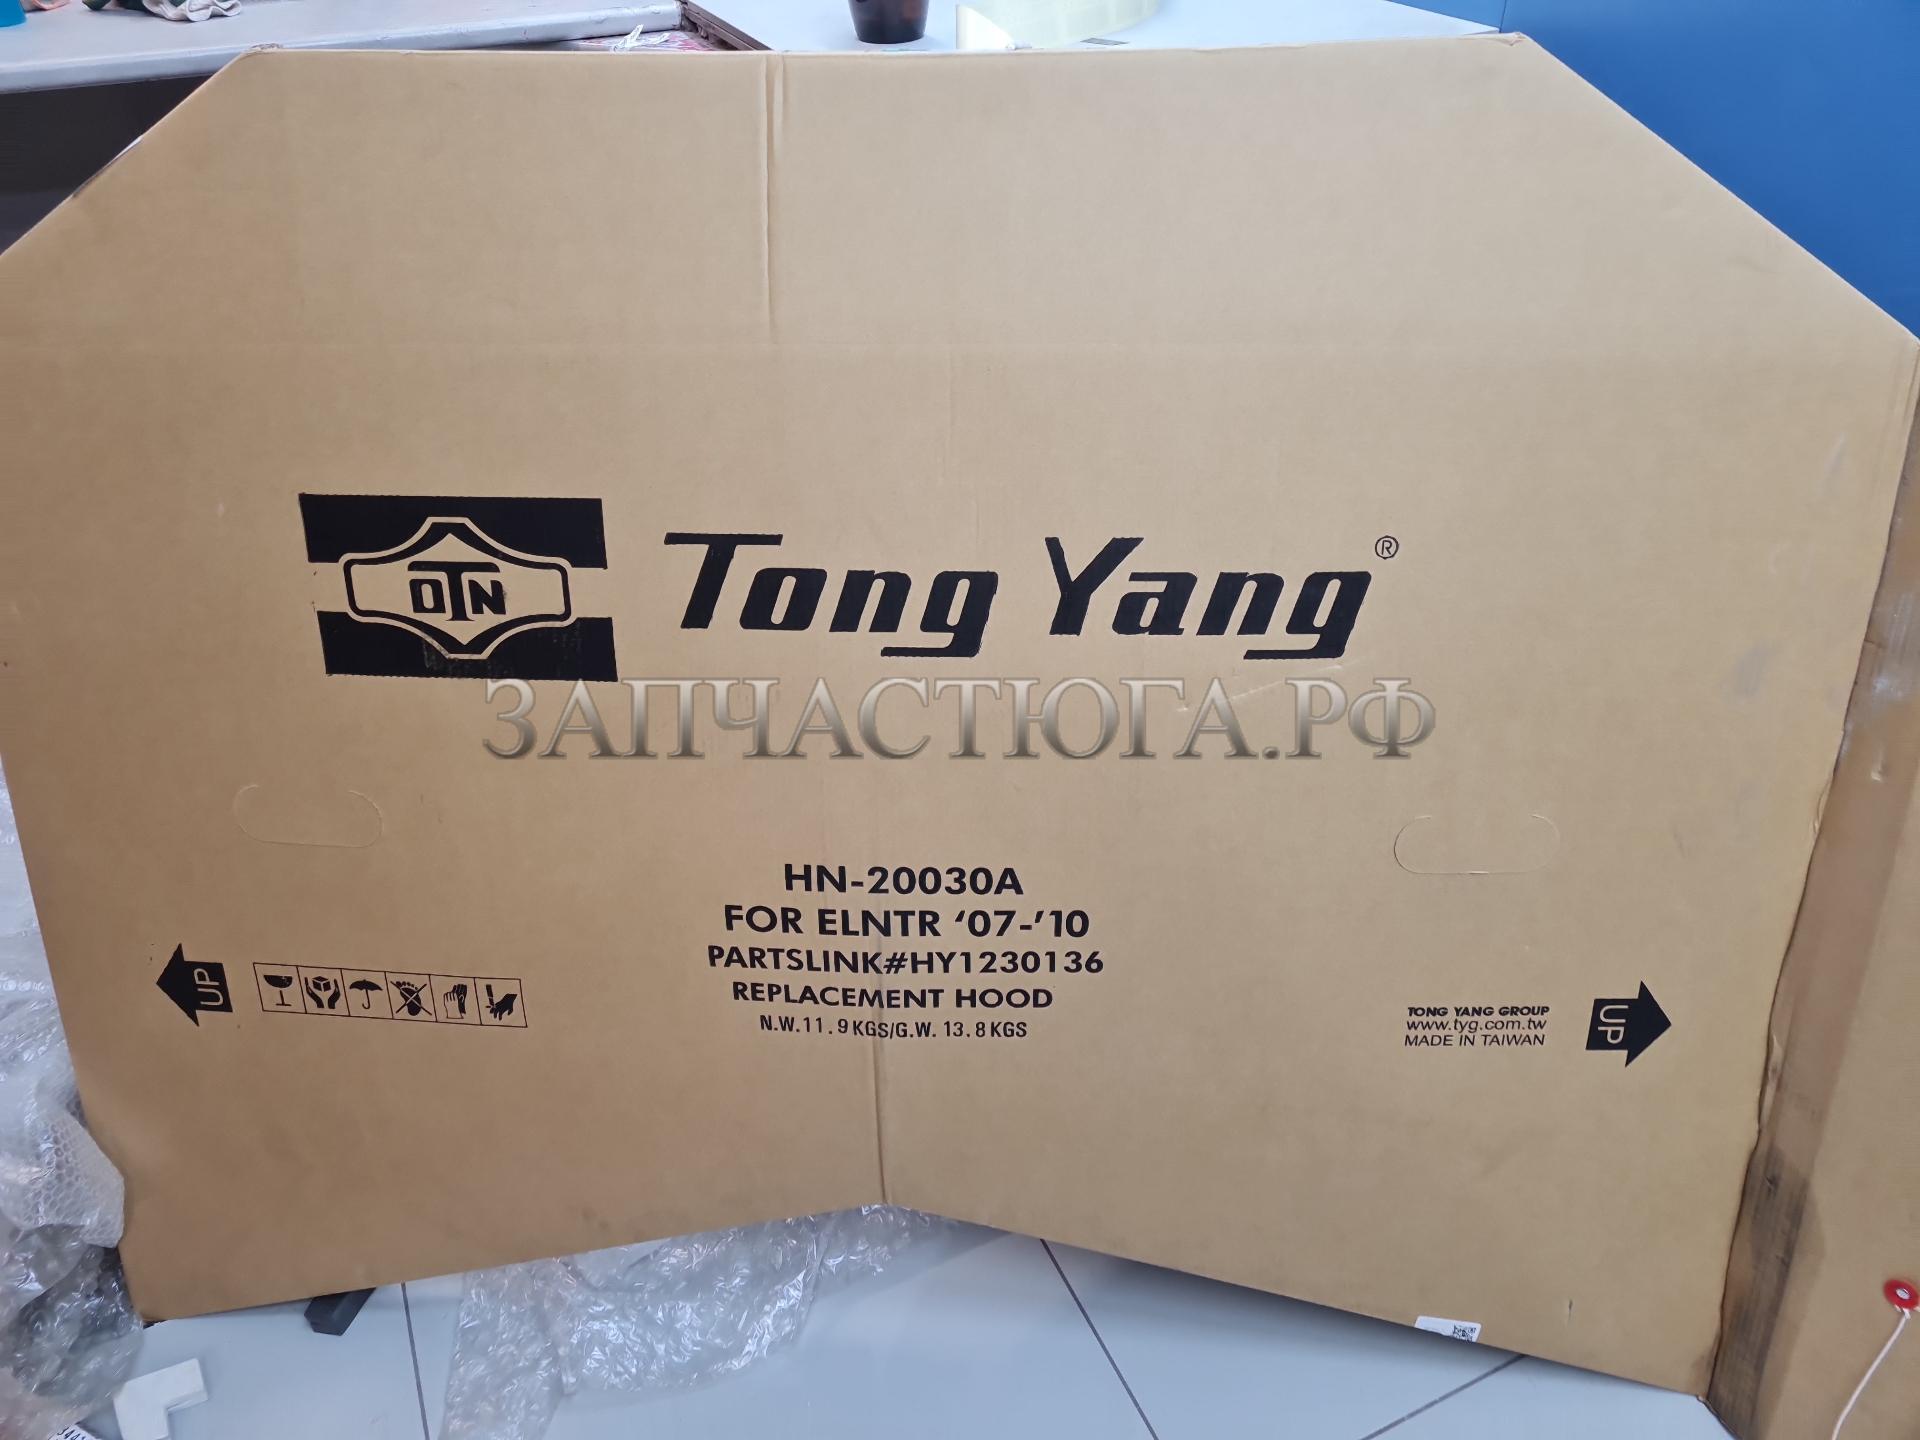 OTN
Tong Yang®
ЗАПЧАСТЮГА.РФ
HN-20030A
FOR ELNTR '07-'10
PARTSLINK#HY1230136
REPLACEMENT HOOD
N.W.11.9KGS/G.W. 13.8KGS
UP
TONG YANG GROUP
www.tyg.com.tw
MADE IN TAIWAN
UP